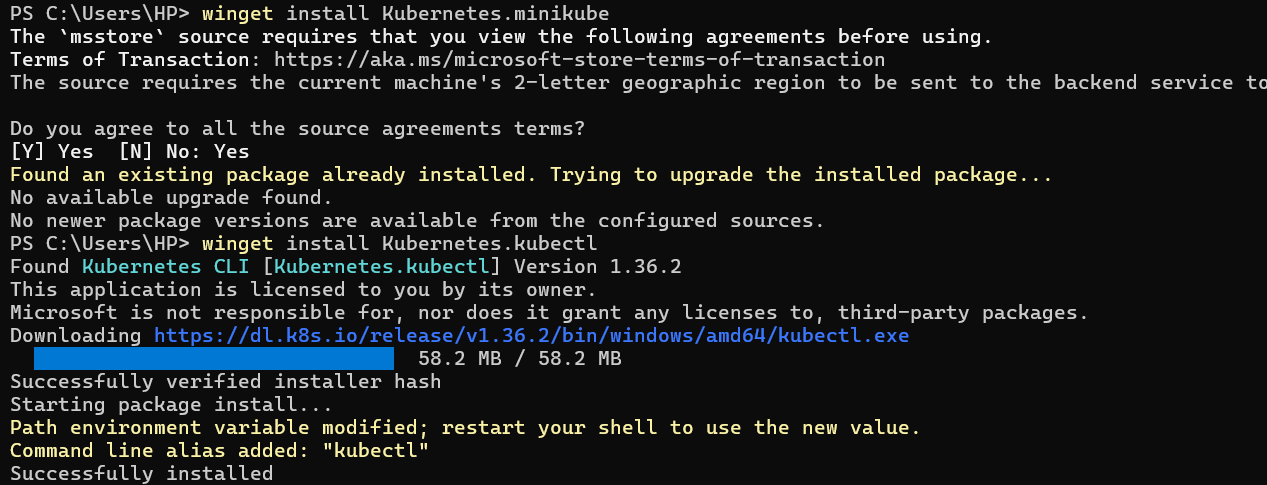 PS C:\Users\HP> winget install Kubernetes.minikube
The `msstore` source requires that you view the following agreements before using.
Terms of Transaction: https://aka.ms/microsoft-store-terms-of-transaction
The source requires the current machine's 2-letter geographic region to be sent to the backend service to
Do you agree to all the source agreements terms?
[Y] Yes  [N] No: Yes
Found an existing package already installed. Trying to upgrade the installed package...
No available upgrade found.
No newer package versions are available from the configured sources.
PS C:\Users\HP> winget install Kubernetes.kubectl
Found Kubernetes CLI [Kubernetes.kubectl] Version 1.36.2
This application is licensed to you by its owner.
Microsoft is not responsible for, nor does it grant any licenses to, third-party packages.
Downloading https://dl.k8s.io/release/v1.36.2/bin/windows/amd64/kubectl.exe
58.2 MB / 58.2 MB
Successfully verified installer hash
Starting package install...
Path environment variable modified; restart your shell to use the new value.
Command line alias added: "kubectl"
Successfully installed